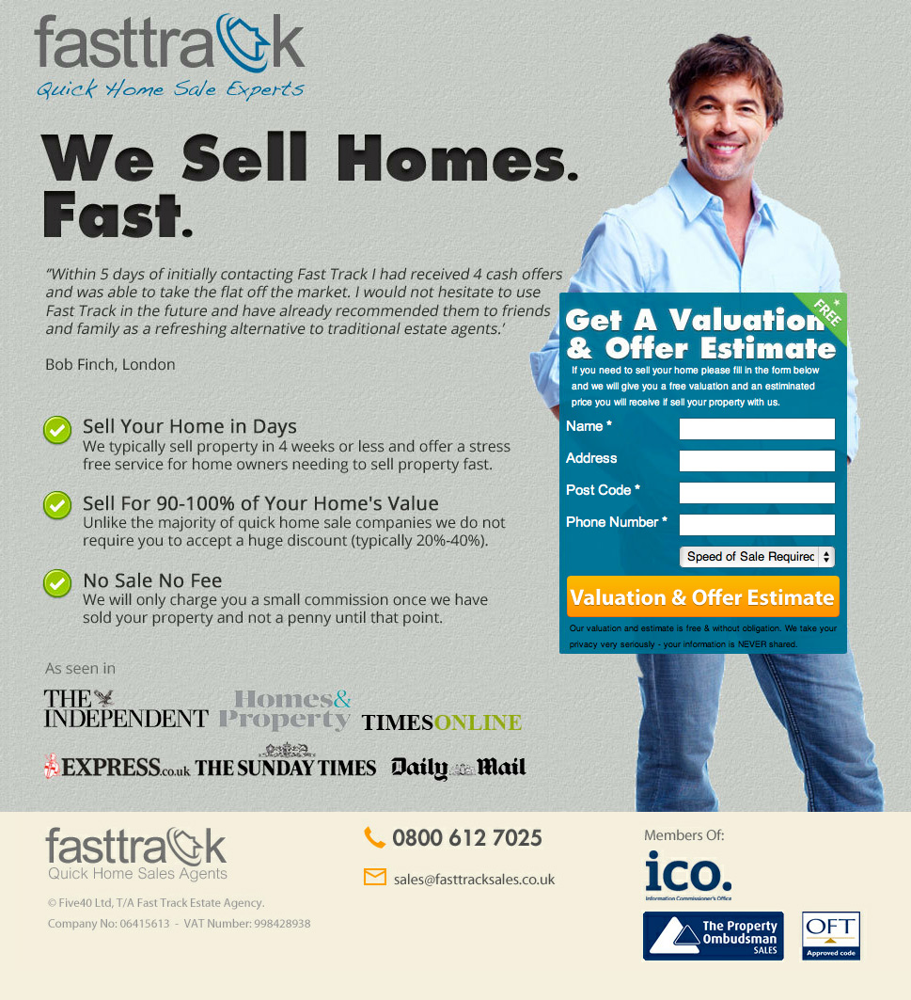 fasttrack
Quick Home Sale Experts
We Sell Homes.
Fast.
“Within 5 days of initially contacting Fast Track I had received 4 cash offers
and was able to take the flat off the market. I would not hesitate to use
Fast Track in the future and have already recommended them to friends
and family as a refreshing alternative to traditional estate agents.’
Bob Finch, London
Sell Your Home in Days
We typically sell property in 4 weeks or less and offer a stress
free service for home owners needing to sell property fast.
Sell For 90-100% of Your Home's Value
Unlike the majority of quick home sale companies we do not
require you to accept a huge discount (typically 20%-40%).
No Sale No Fee
We will only charge you a small commission once we have
sold your property and not a penny until that point.
FREE
Get A Valuation
& Offer Estimate
If you need to sell your home please fill in the form below
and we will give you a free valuation and an estiminated
price you will receive if sell your property with us.
Name *
Address
Post Code *
Phone Number *
Speed of Sale Required
Valuation & Offer Estimate
Our valuation and estimate is free & without obligation. We take your
privacy very seriously - your information is NEVER shared.
As seen in
THE
INDEPENDENT
Homes&
Property
TIMESONLINE
EXPRESS.co.uk
THE SUNDAY TIMES
Daily Mail
fasttrack
Quick Home Sales Agents
© Five40 Ltd, T/A Fast Track Estate Agency.
Company No: 06415613 - VAT Number: 998428938
0800 612 7025
sales@fasttracksales.co.uk
Members Of:
ico.
Information Commissioner's Office
The Property
Ombudsman
SALES
OFT
Approved code